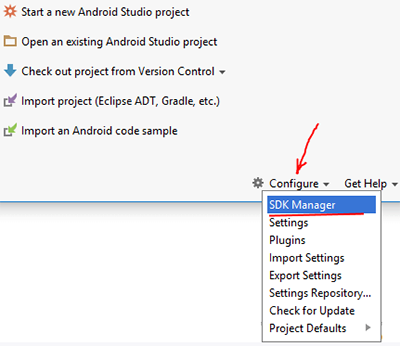 Start a new Android Studio project
Open an existing Android Studio project
Check out project from Version Control
Import project (Eclipse ADT, Gradle, etc.)
Import an Android code sample
Configure Get Help
SDK Manager
Settings
Plugins
Import Settings
Export Settings
Settings Repository...
Check for Update
Project Defaults